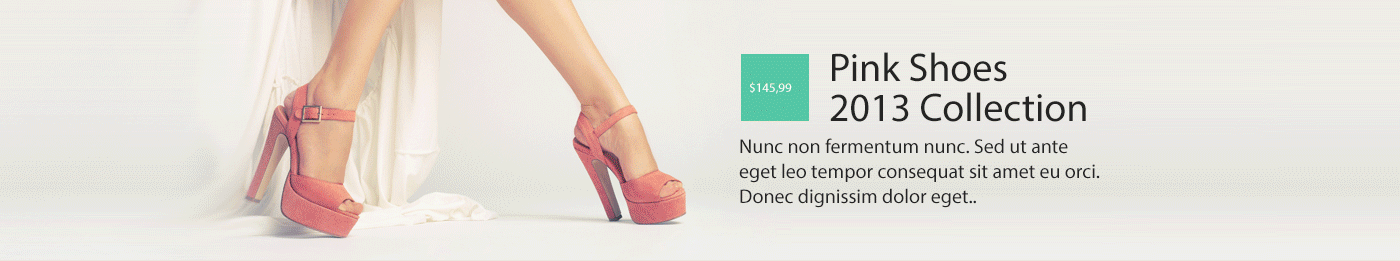 $145,99
Pink Shoes
2013 Collection
Nunc non fermentum nunc. Sed ut ante
eget leo tempor consequat sit amet eu orci.
Donec dignissim dolor eget..